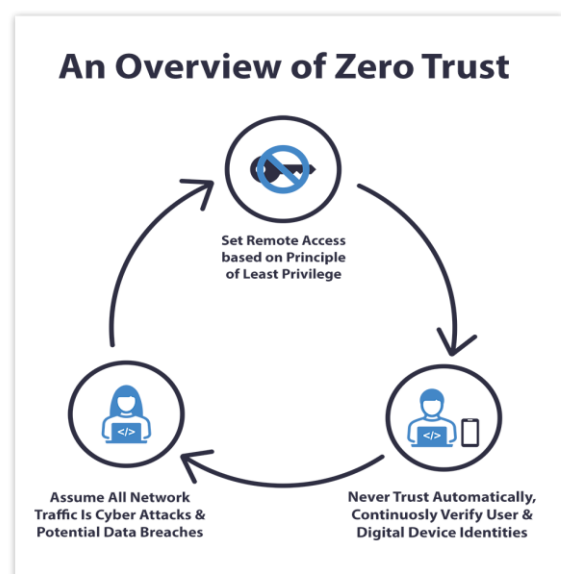 An Overview of Zero Trust
Set Remote Access
based on Principle
of Least Privilege
</>
Assume All Network
Traffic Is Cyber Attacks &
Potential Data Breaches
</>
Never Trust Automatically,
Continuosly Verify User &
Digital Device Identities